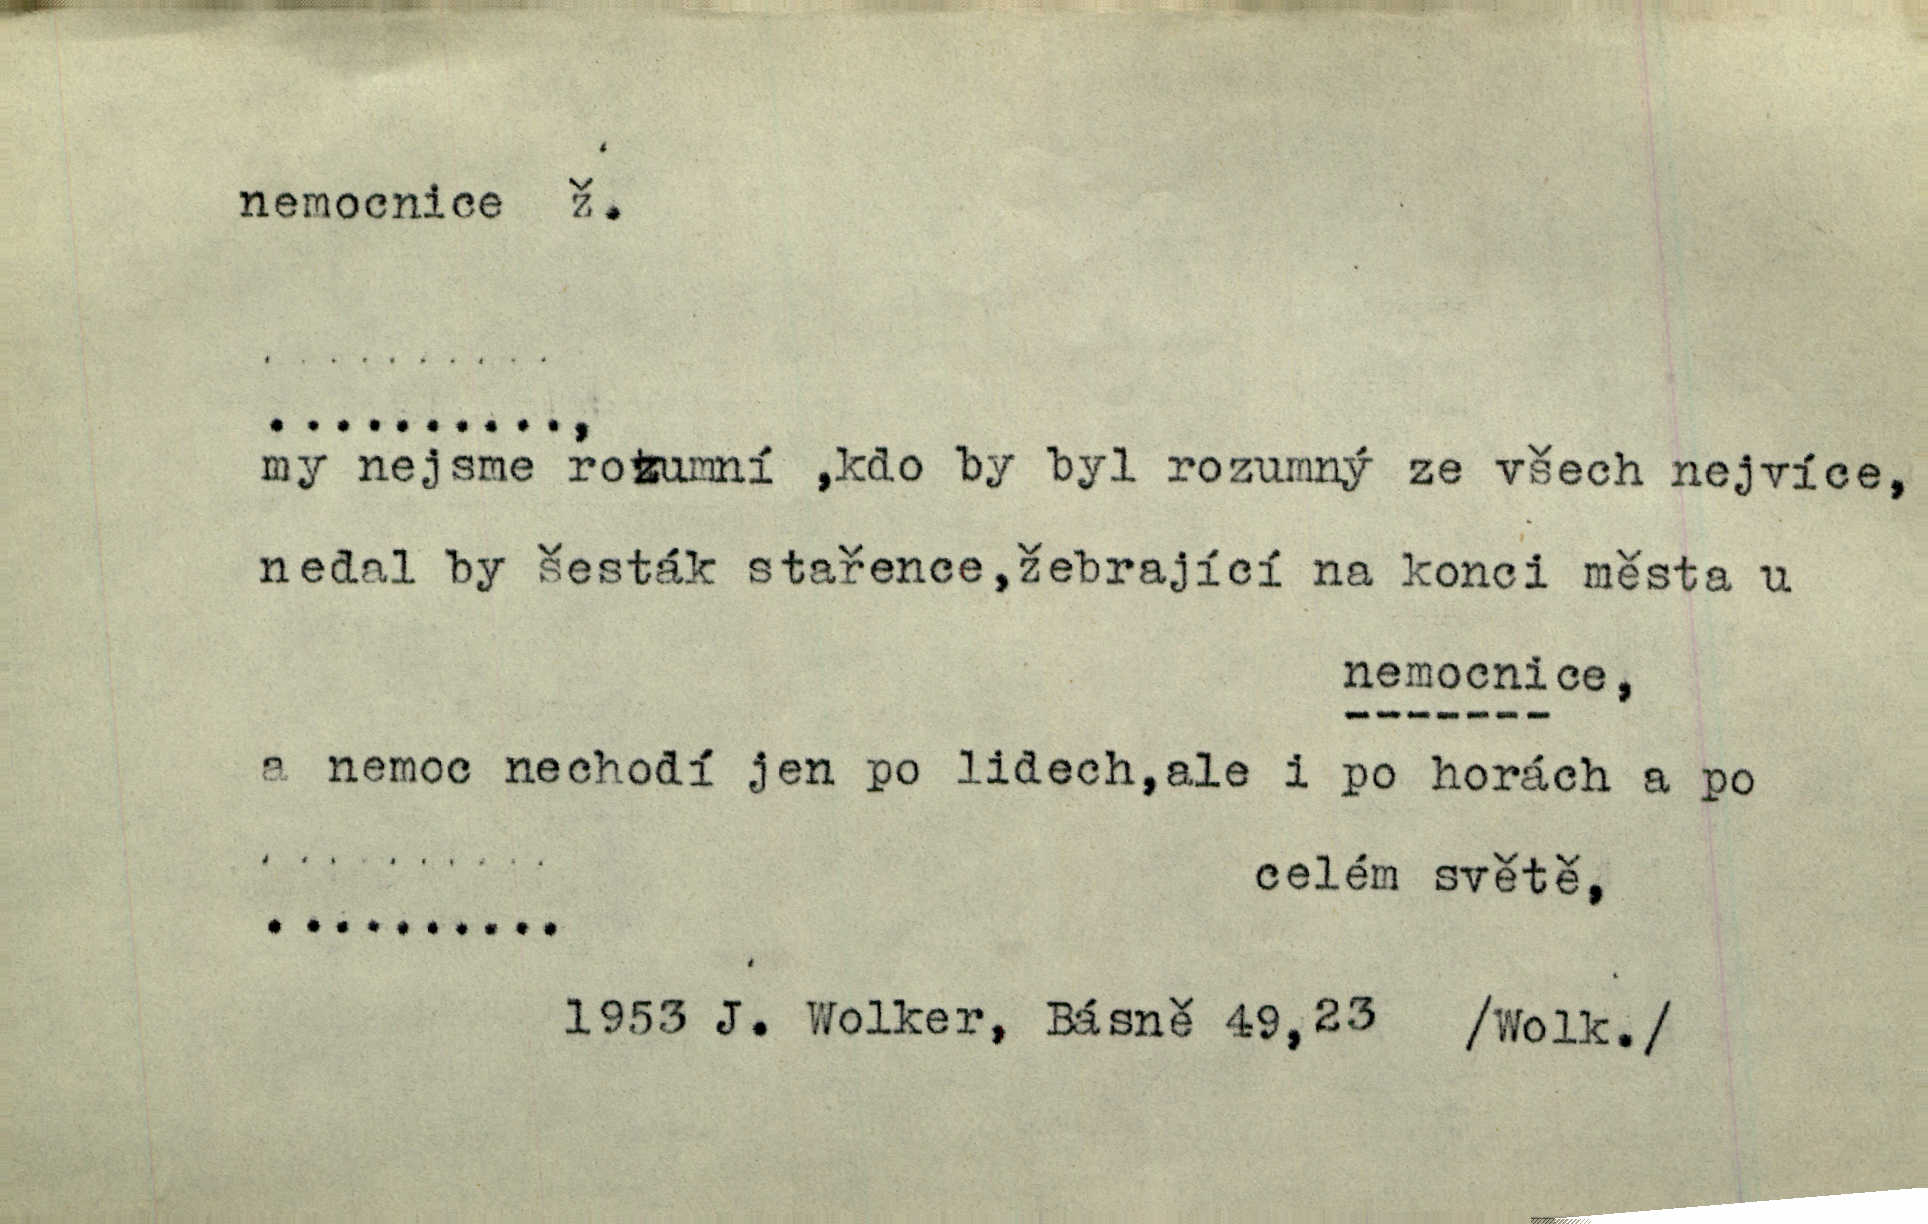 nemocnice ž.
. . . . . . . . . .
..........,
my nejsme rozumní ,kdo by byl rozumný ze všech nejvíce,
nedal by šesták stařence,žebrající na konci města u
nemocnice,
-------
a nemoc nechodí jen po lidech,ale i po horách a po
celém světě,
. . . . . . . . . .
..........
1953 J. Wolker, Básně 49,23 /Wolk./